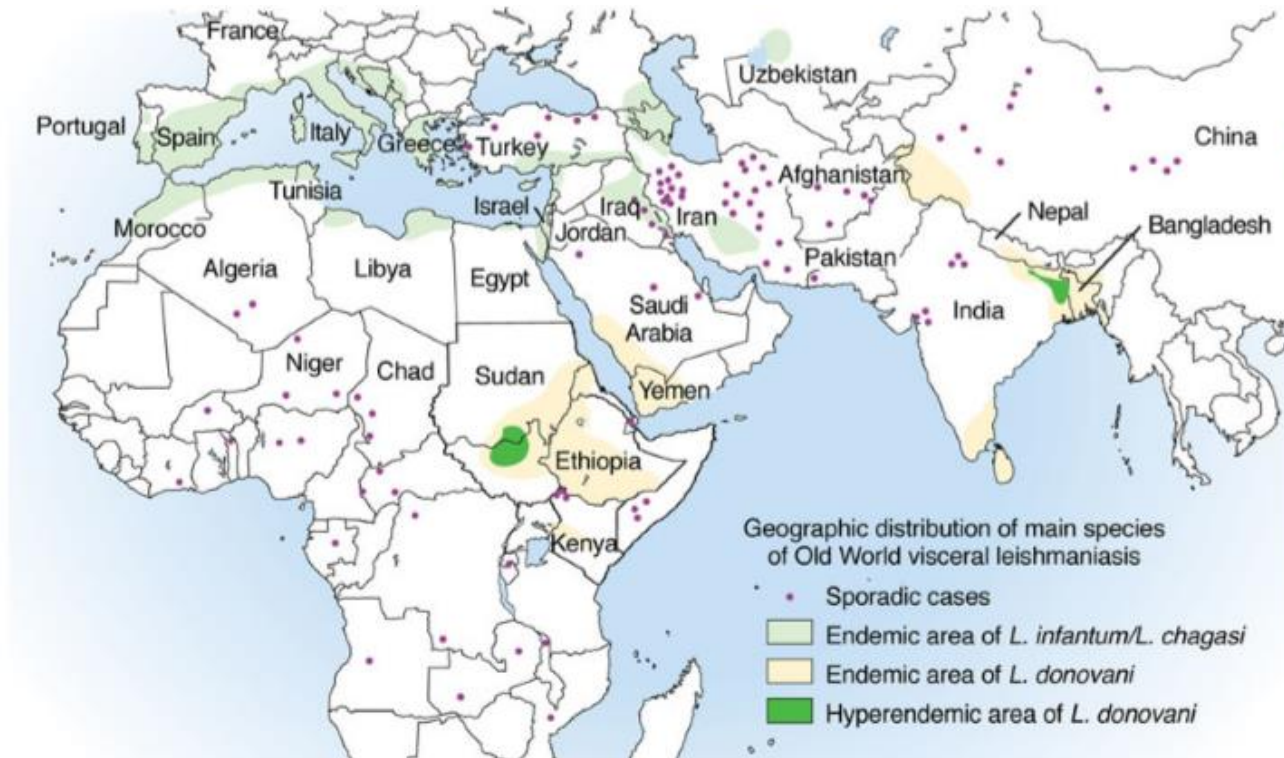 France
Uzbekistan
Portugal
Spain
Italy
Greece
Turkey
China
Afghanistan
Tunisia
Israel
Iraq
Iran
Nepal
Morocco
Jordan
Bangladesh
Pakistan
Algeria
Libya
Egypt
Saudi
Arabia
India
Niger
Chad
Sudan
Yemen
Ethiopia
Kenya
Geographic distribution of main species
of Old World visceral leishmaniasis
Sporadic cases
Endemic area of L. infantum/L. chagasi
Endemic area of L. donovani
Hyperendemic area of L. donovani